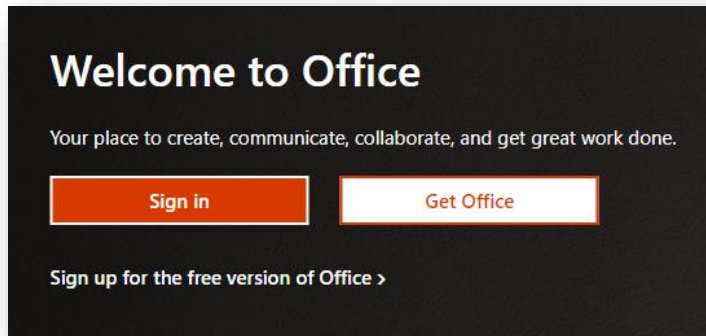 Welcome to Office
Your place to create, communicate, collaborate, and get great work done.
Sign in
Get Office
Sign up for the free version of Office >